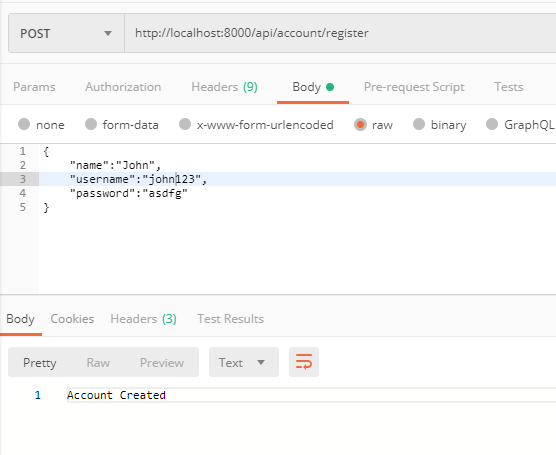 POST http://localhost:8000/api/account/register
Params Authorization Headers (9) Body Pre-request Script Tests
none form-data x-www-form-urlencoded raw binary GraphQL
1 {
2 "name":"John",
3 "username":"john123",
4 "password":"asdfg"
5 }
Body Cookies Headers (3) Test Results
Pretty Raw Preview Text
1 Account Created